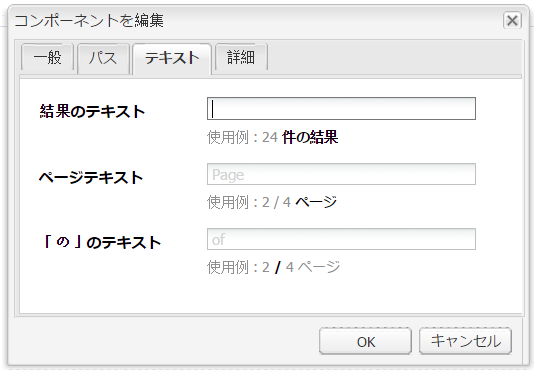 コンポーネントを編集
一般 パス テキスト 詳細
結果のテキスト
使用例：24 件の結果
ページテキスト Page
使用例：2 / 4 ページ
「の」のテキスト of
使用例：2 / 4 ページ
OK キャンセル